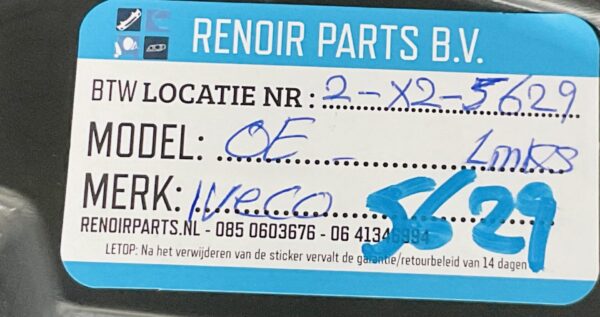 RENOIR PARTS B.V.
BTW LOCATIE NR : 2-X2-5629
MODEL: OE - Links
MERK: IVECO 5629
RENOIRPARTS.NL - 085 0603676 - 06 41346994
LETOP: Na het verwijderen van de sticker vervalt de garantie/retourbeleid van 14 dagen